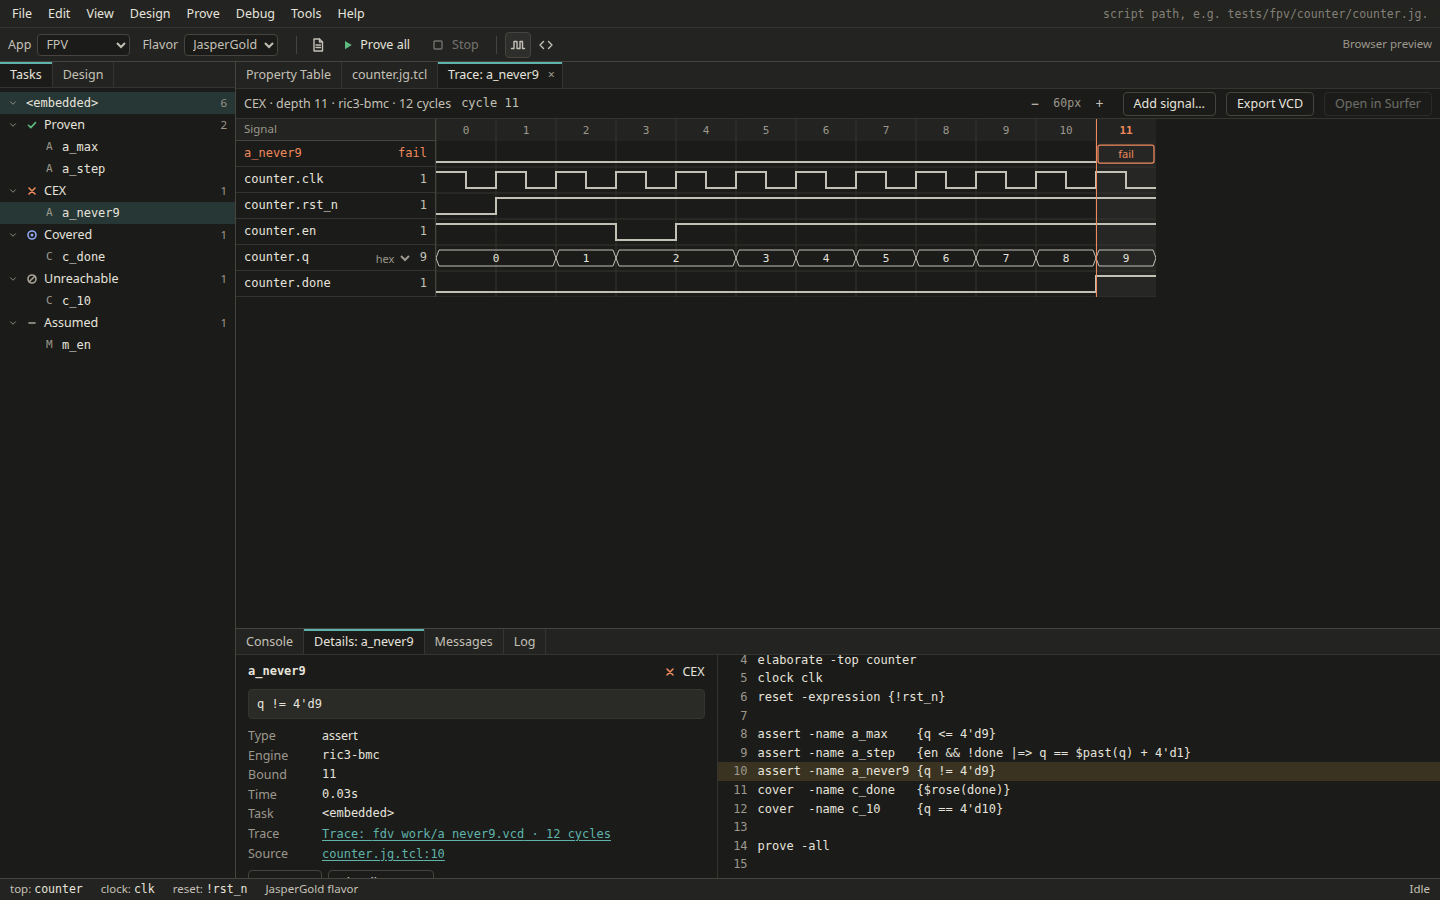 File Edit View Design Prove Debug Tools Help script path, e.g. tests/fpv/counter/counter.jg.
App FPV Flavor JasperGold Prove all Stop Browser preview
Tasks Design Property Table counter.jg.tcl Trace: a_never9 ×
<embedded> 6 CEX · depth 11 · ric3-bmc · 12 cycles cycle 11 − 60px + Add signal... Export VCD Open in Surfer
Proven 2
A a_max
A a_step
CEX 1
A a_never9
Covered 1
C c_done
Unreachable 1
C c_10
Assumed 1
M m_en
Signal 0 1 2 3 4 5 6 7 8 9 10 11
a_never9 fail fail
counter.clk 1
counter.rst_n 1
counter.en 1
counter.q hex 9 0 1 2 3 4 5 6 7 8 9
counter.done 1
Console Details: a_never9 Messages Log
a_never9 CEX
q != 4'd9
Type assert
Engine ric3-bmc
Bound 11
Time 0.03s
Task <embedded>
Trace Trace: fdv_work/a_never9.vcd · 12 cycles
Source counter.jg.tcl:10
4 elaborate -top counter
5 clock clk
6 reset -expression {!rst_n}
7
8 assert -name a_max {q <= 4'd9}
9 assert -name a_step {en && !done |=> q == $past(q) + 4'd1}
10 assert -name a_never9 {q != 4'd9}
11 cover -name c_done {$rose(done)}
12 cover -name c_10 {q == 4'd10}
13
14 prove -all
15
top: counter clock: clk reset: !rst_n JasperGold flavor Idle